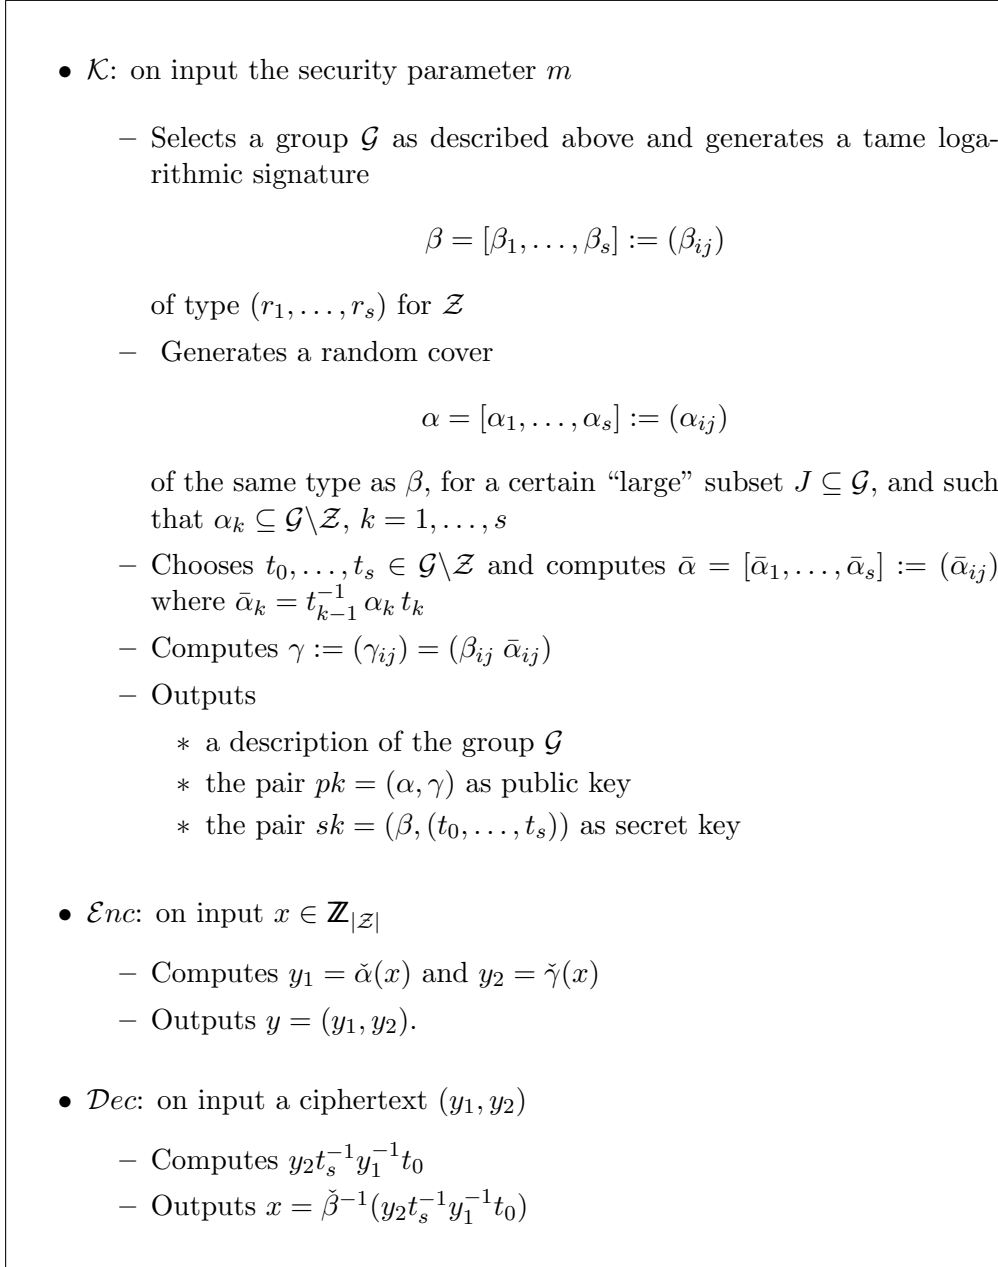 • 𝒦: on input the security parameter m
– Selects a group 𝒢 as described above and generates a tame loga-
rithmic signature
β = [β₁, . . . , βₛ] := (βᵢⱼ)
of type (r₁, . . . , rₛ) for 𝒵
– Generates a random cover
α = [α₁, . . . , αₛ] := (αᵢⱼ)
of the same type as β, for a certain “large” subset J ⊆ 𝒢, and such
that αₖ ⊆ 𝒢\𝒵, k = 1, . . . , s
– Chooses t₀, . . . , tₛ ∈ 𝒢\𝒵 and computes ᾱ = [ᾱ₁, . . . , ᾱₛ] := (ᾱᵢⱼ)
where ᾱₖ = tₖ₋₁⁻¹ αₖ tₖ
– Computes γ := (γᵢⱼ) = (βᵢⱼ ᾱᵢⱼ)
– Outputs
∗ a description of the group 𝒢
∗ the pair pk = (α, γ) as public key
∗ the pair sk = (β, (t₀, . . . , tₛ)) as secret key
• ℰnc: on input x ∈ ℤ_|𝒵|
– Computes y₁ = α̌(x) and y₂ = γ̌(x)
– Outputs y = (y₁, y₂).
• 𝒟ec: on input a ciphertext (y₁, y₂)
– Computes y₂tₛ⁻¹y₁⁻¹t₀
– Outputs x = β̌⁻¹(y₂tₛ⁻¹y₁⁻¹t₀)